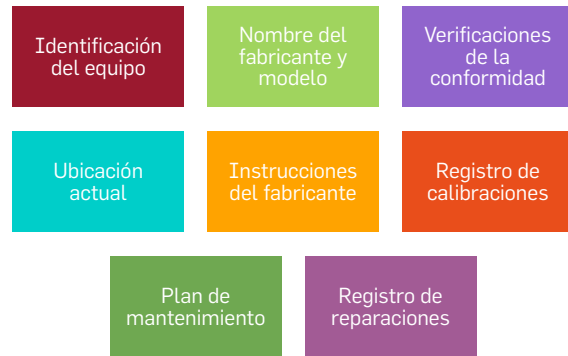 Identificación
del equipo
Nombre del
fabricante y
modelo
Verificaciones
de la
conformidad
Ubicación
actual
Instrucciones
del fabricante
Registro de
calibraciones
Plan de
mantenimiento
Registro de
reparaciones